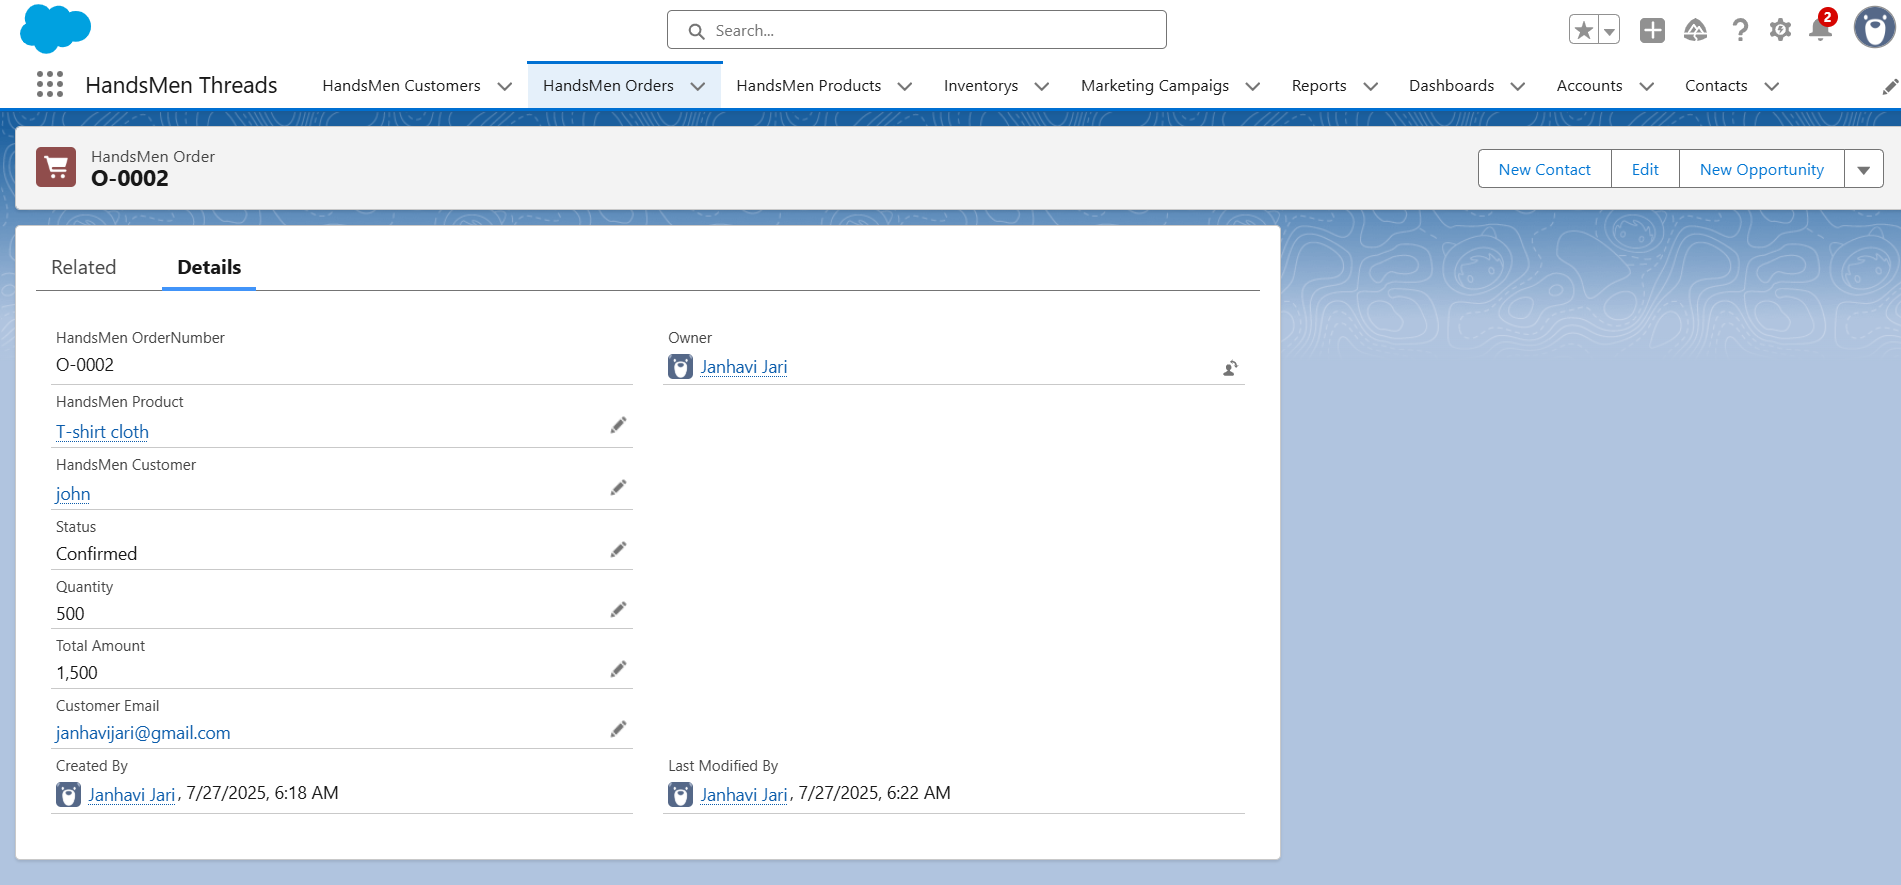 Search...
2
HandsMen Threads
HandsMen Customers
HandsMen Orders
HandsMen Products
Inventorys
Marketing Campaigs
Reports
Dashboards
Accounts
Contacts
HandsMen Order
O-0002
New Contact
Edit
New Opportunity
Related
Details
HandsMen OrderNumber
O-0002
Owner
Janhavi Jari
HandsMen Product
T-shirt cloth
HandsMen Customer
john
Status
Confirmed
Quantity
500
Total Amount
1,500
Customer Email
janhavijari@gmail.com
Created By
Janhavi Jari, 7/27/2025, 6:18 AM
Last Modified By
Janhavi Jari, 7/27/2025, 6:22 AM